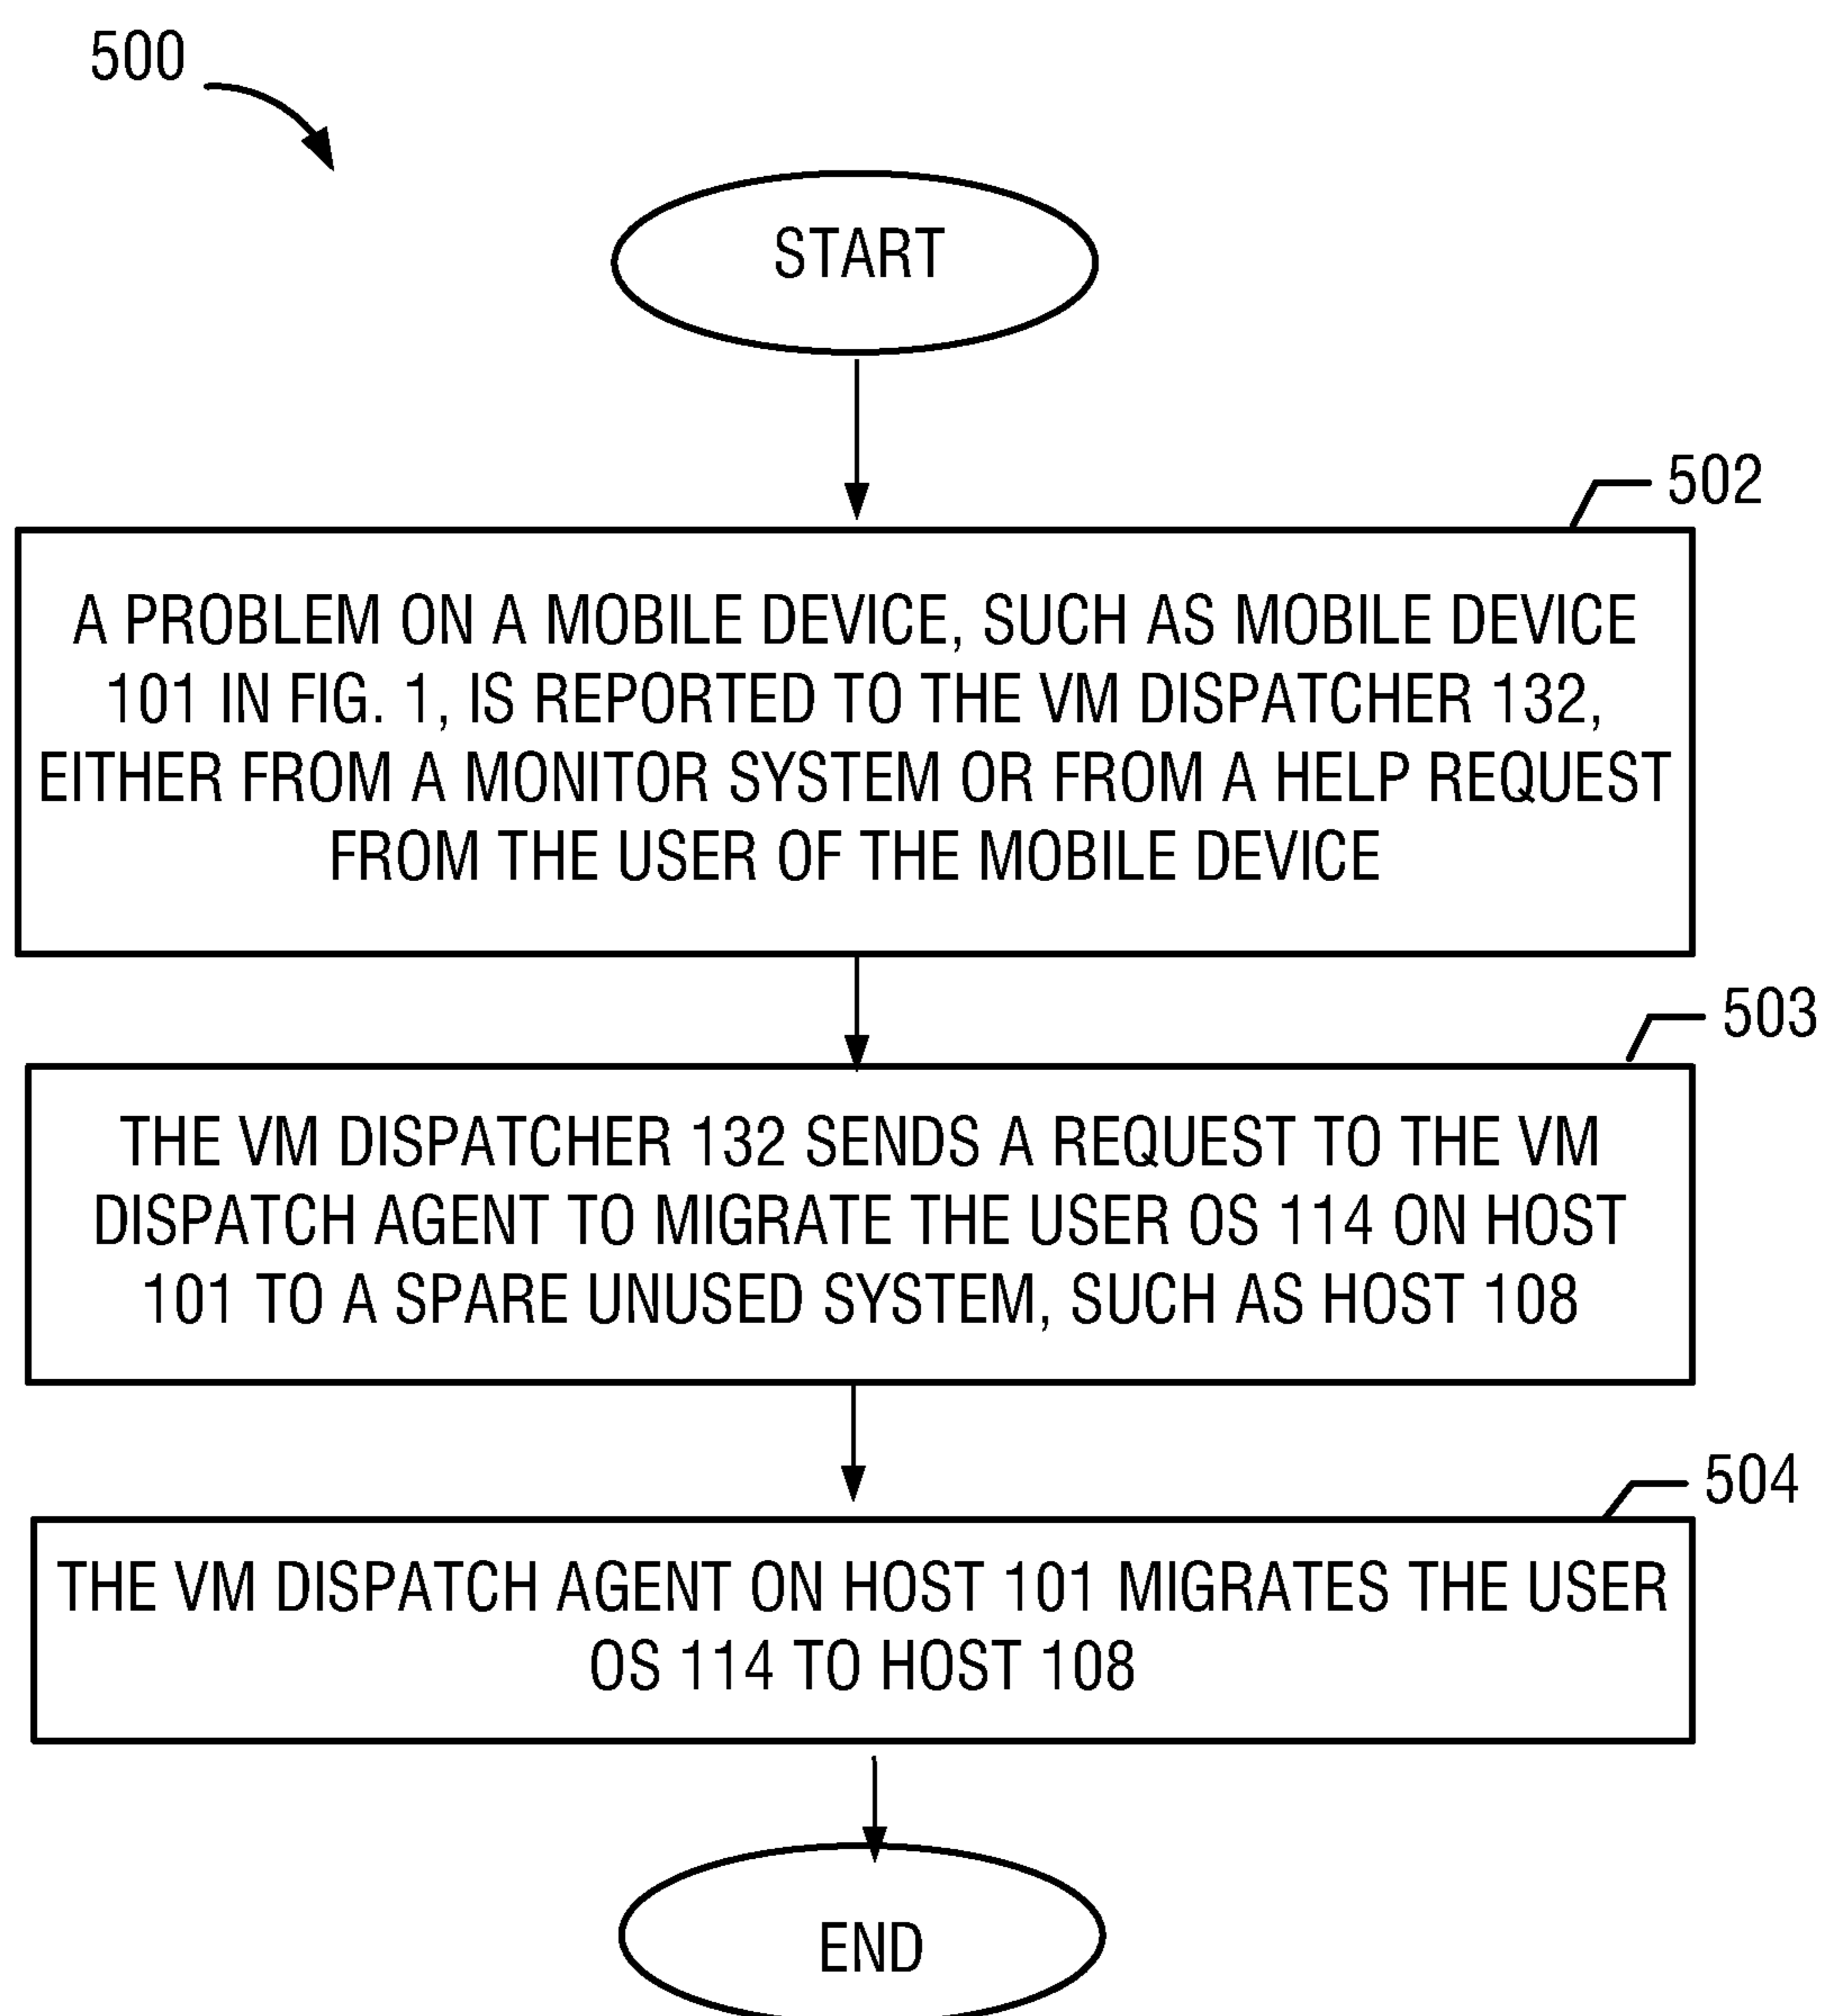 500
START
502
A PROBLEM ON A MOBILE DEVICE, SUCH AS MOBILE DEVICE
101 IN FIG. 1, IS REPORTED TO THE VM DISPATCHER 132,
EITHER FROM A MONITOR SYSTEM OR FROM A HELP REQUEST
FROM THE USER OF THE MOBILE DEVICE
503
THE VM DISPATCHER 132 SENDS A REQUEST TO THE VM
DISPATCH AGENT TO MIGRATE THE USER OS 114 ON HOST
101 TO A SPARE UNUSED SYSTEM, SUCH AS HOST 108
504
THE VM DISPATCH AGENT ON HOST 101 MIGRATES THE USER
OS 114 TO HOST 108
END